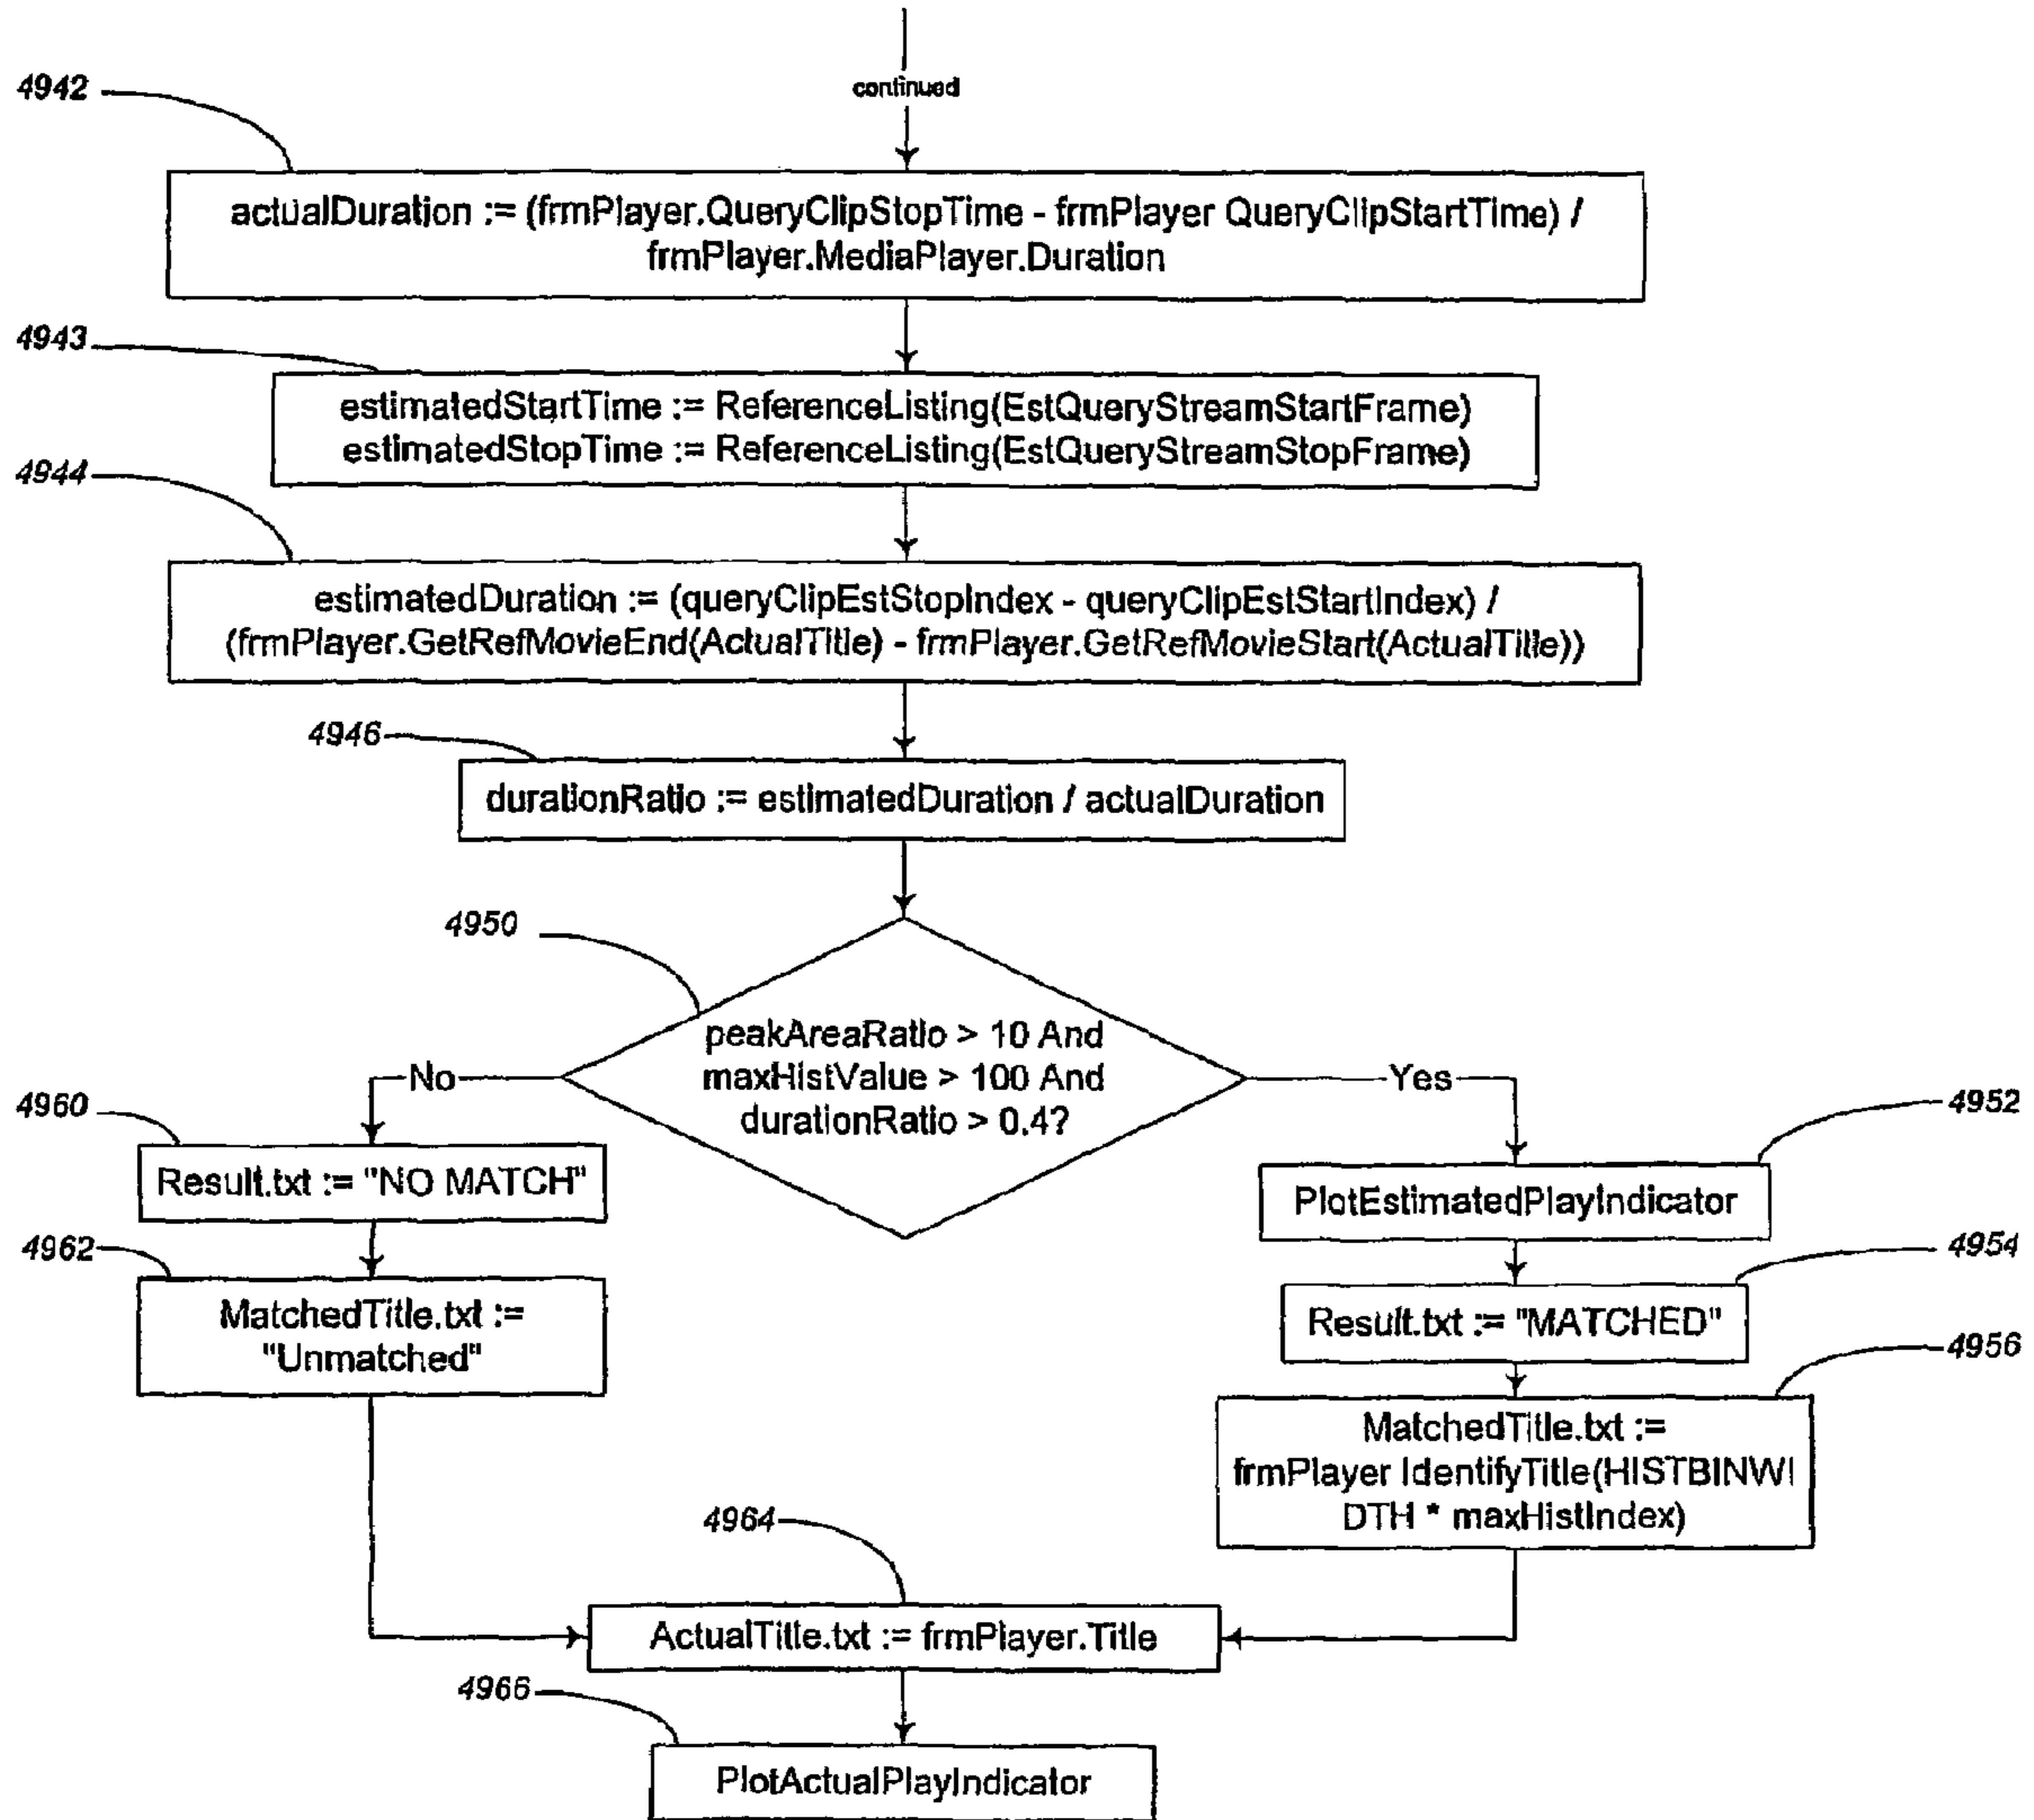 continued
4942
actualDuration := (frmPlayer.QueryClipStopTime - frmPlayer QueryClipStartTime) /
frmPlayer.MediaPlayer.Duration
4943
estimatedStartTime := ReferenceListing(EstQueryStreamStartFrame)
estimatedStopTime := ReferenceListing(EstQueryStreamStopFrame)
4944
estimatedDuration := (queryClipEstStopIndex - queryClipEstStartIndex) /
(frmPlayer.GetRefMovieEnd(ActualTitle) - frmPlayer.GetRefMovieStart(ActualTitle))
4946
durationRatio := estimatedDuration / actualDuration
4950
peakAreaRatio > 10 And
maxHistValue > 100 And
durationRatio > 0.4?
No
Yes
4960
Result.txt := "NO MATCH"
4962
MatchedTitle.txt :=
"Unmatched"
4952
PlotEstimatedPlayIndicator
4954
Result.txt := "MATCHED"
4956
MatchedTitle.txt :=
frmPlayer IdentifyTitle(HISTBINWI
DTH * maxHistIndex)
4964
ActualTitle.txt := frmPlayer.Title
4966
PlotActualPlayIndicator